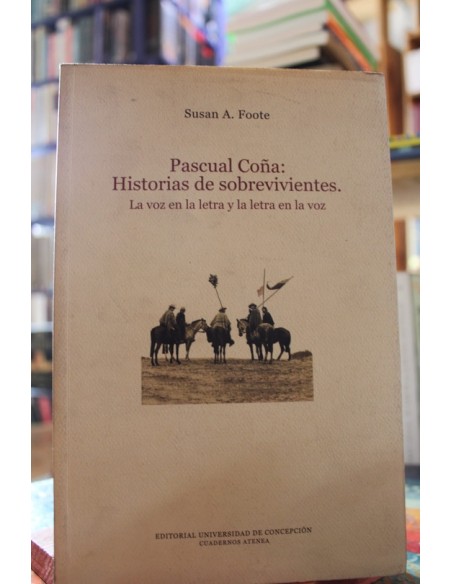 Susan A. Foote
Pascual Coña:
Historias de sobrevivientes.
La voz en la letra y la letra en la voz
EDITORIAL UNIVERSIDAD DE CONCEPCIÓN
CUADERNOS ATENEA